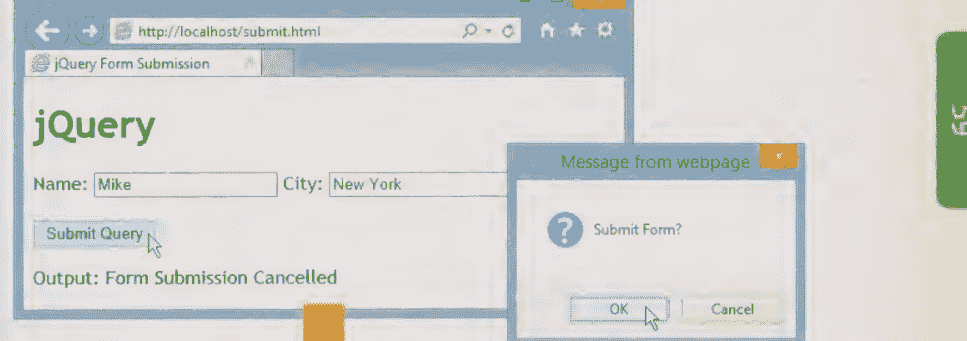 http://localhost/submit.html
jQuery Form Submission
jQuery
Name: Mike City: New York
Submit Query
Output: Form Submission Cancelled
Message from webpage
Submit Form?
OK Cancel